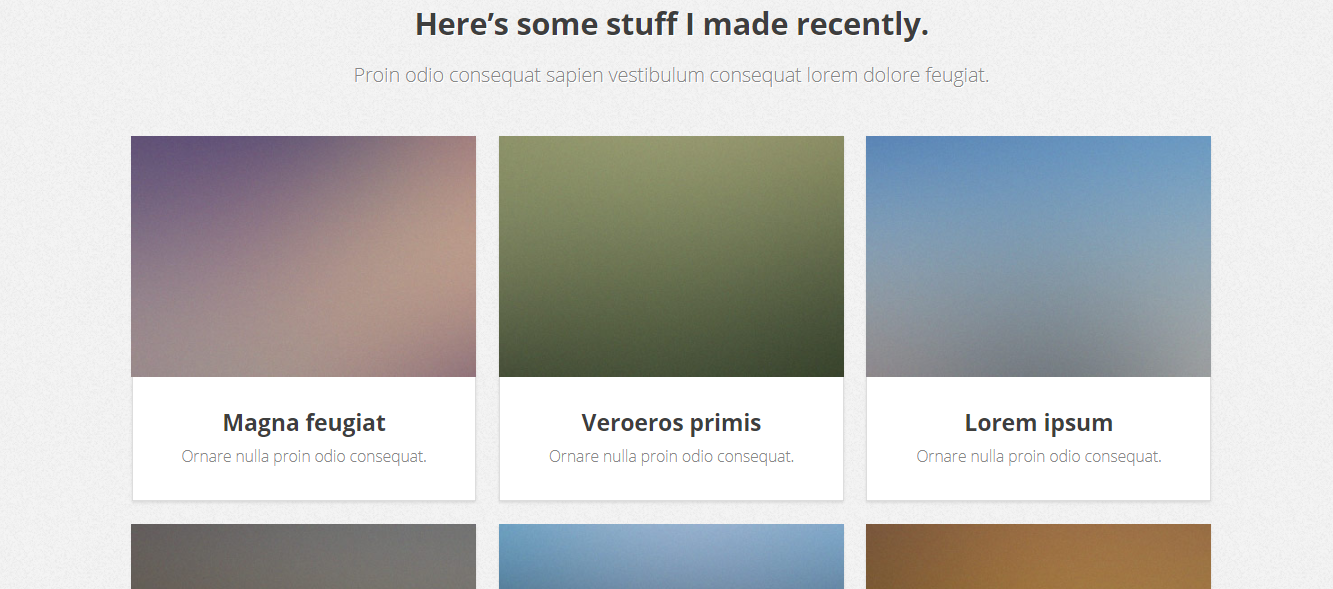 Here’s some stuff I made recently.
Proin odio consequat sapien vestibulum consequat lorem dolore feugiat.
Magna feugiat
Ornare nulla proin odio consequat.
Veroeros primis
Ornare nulla proin odio consequat.
Lorem ipsum
Ornare nulla proin odio consequat.